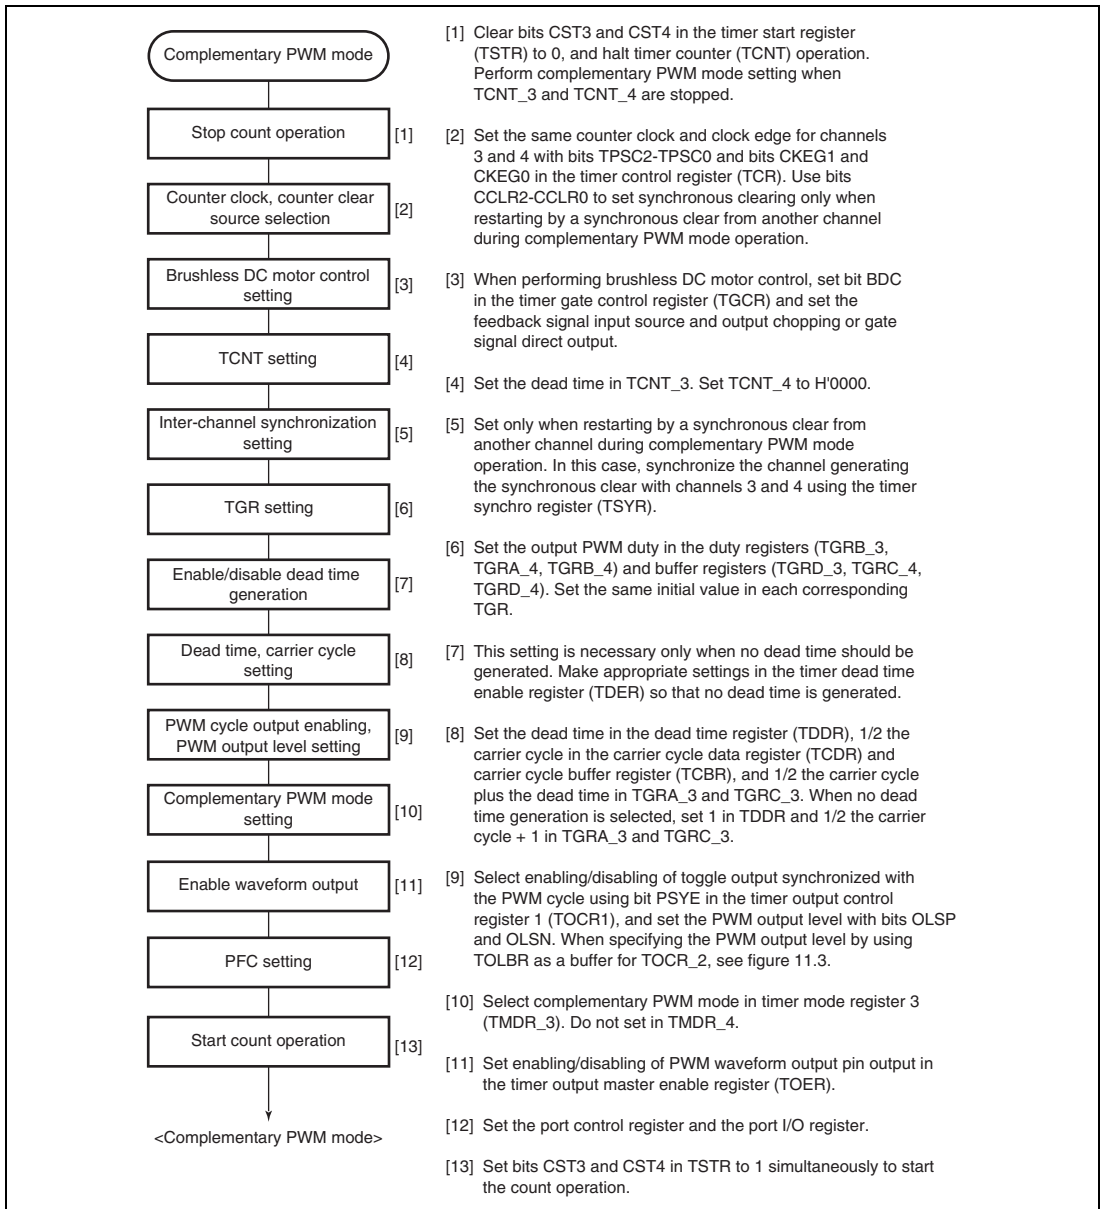 Complementary PWM mode
Stop count operation
[1]
Counter clock, counter clear
source selection
[2]
Brushless DC motor control
setting
[3]
TCNT setting
[4]
Inter-channel synchronization
setting
[5]
TGR setting
[6]
Enable/disable dead time
generation
[7]
Dead time, carrier cycle
setting
[8]
PWM cycle output enabling,
PWM output level setting
[9]
Complementary PWM mode
setting
[10]
Enable waveform output
[11]
PFC setting
[12]
Start count operation
[13]
<Complementary PWM mode>
[1] Clear bits CST3 and CST4 in the timer start register
(TSTR) to 0, and halt timer counter (TCNT) operation.
Perform complementary PWM mode setting when
TCNT_3 and TCNT_4 are stopped.
[2] Set the same counter clock and clock edge for channels
3 and 4 with bits TPSC2-TPSC0 and bits CKEG1 and
CKEG0 in the timer control register (TCR). Use bits
CCLR2-CCLR0 to set synchronous clearing only when
restarting by a synchronous clear from another channel
during complementary PWM mode operation.
[3] When performing brushless DC motor control, set bit BDC
in the timer gate control register (TGCR) and set the
feedback signal input source and output chopping or gate
signal direct output.
[4] Set the dead time in TCNT_3. Set TCNT_4 to H'0000.
[5] Set only when restarting by a synchronous clear from
another channel during complementary PWM mode
operation. In this case, synchronize the channel generating
the synchronous clear with channels 3 and 4 using the timer
synchro register (TSYR).
[6] Set the output PWM duty in the duty registers (TGRB_3,
TGRA_4, TGRB_4) and buffer registers (TGRD_3, TGRC_4,
TGRD_4). Set the same initial value in each corresponding
TGR.
[7] This setting is necessary only when no dead time should be
generated. Make appropriate settings in the timer dead time
enable register (TDER) so that no dead time is generated.
[8] Set the dead time in the dead time register (TDDR), 1/2 the
carrier cycle in the carrier cycle data register (TCDR) and
carrier cycle buffer register (TCBR), and 1/2 the carrier cycle
plus the dead time in TGRA_3 and TGRC_3. When no dead
time generation is selected, set 1 in TDDR and 1/2 the carrier
cycle + 1 in TGRA_3 and TGRC_3.
[9] Select enabling/disabling of toggle output synchronized with
the PWM cycle using bit PSYE in the timer output control
register 1 (TOCR1), and set the PWM output level with bits OLSP
and OLSN. When specifying the PWM output level by using
TOLBR as a buffer for TOCR_2, see figure 11.3.
[10] Select complementary PWM mode in timer mode register 3
(TMDR_3). Do not set in TMDR_4.
[11] Set enabling/disabling of PWM waveform output pin output in
the timer output master enable register (TOER).
[12] Set the port control register and the port I/O register.
[13] Set bits CST3 and CST4 in TSTR to 1 simultaneously to start
the count operation.